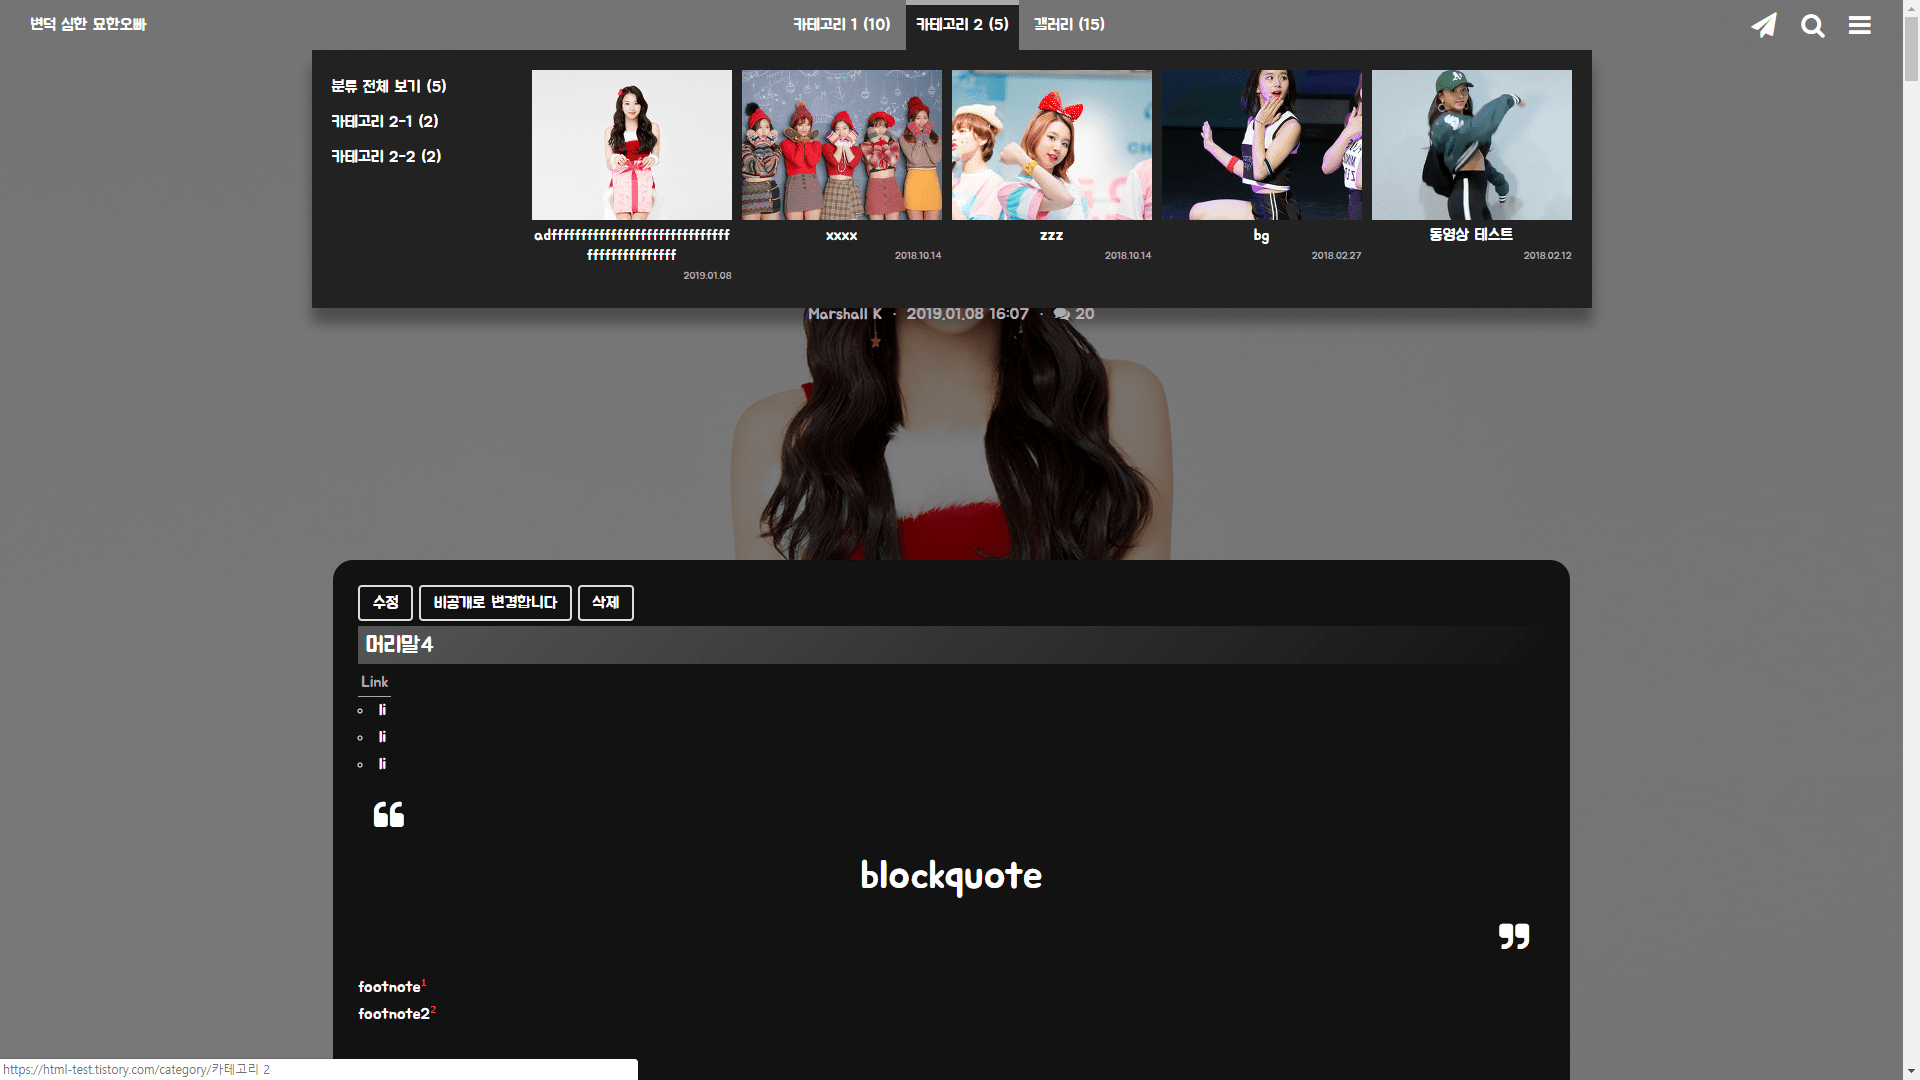 변덕 심한 묘한오빠
카테고리 1 (10)
카테고리 2 (5)
갤러리 (15)
분류 전체 보기 (5)
카테고리 2-1 (2)
카테고리 2-2 (2)
xxxx
2018.10.14
zzz
2018.10.14
bg
2018.02.27
동영상 테스트
2018.02.12
2019.01.08
Marshall K · 2019.01.08 16:07 · 20
수정
비공개로 변경합니다
삭제
머리말4
Link
li
li
li
❝
blockquote
❞
footnote1
footnote22
https://html-test.tistory.com/category/카테고리 2